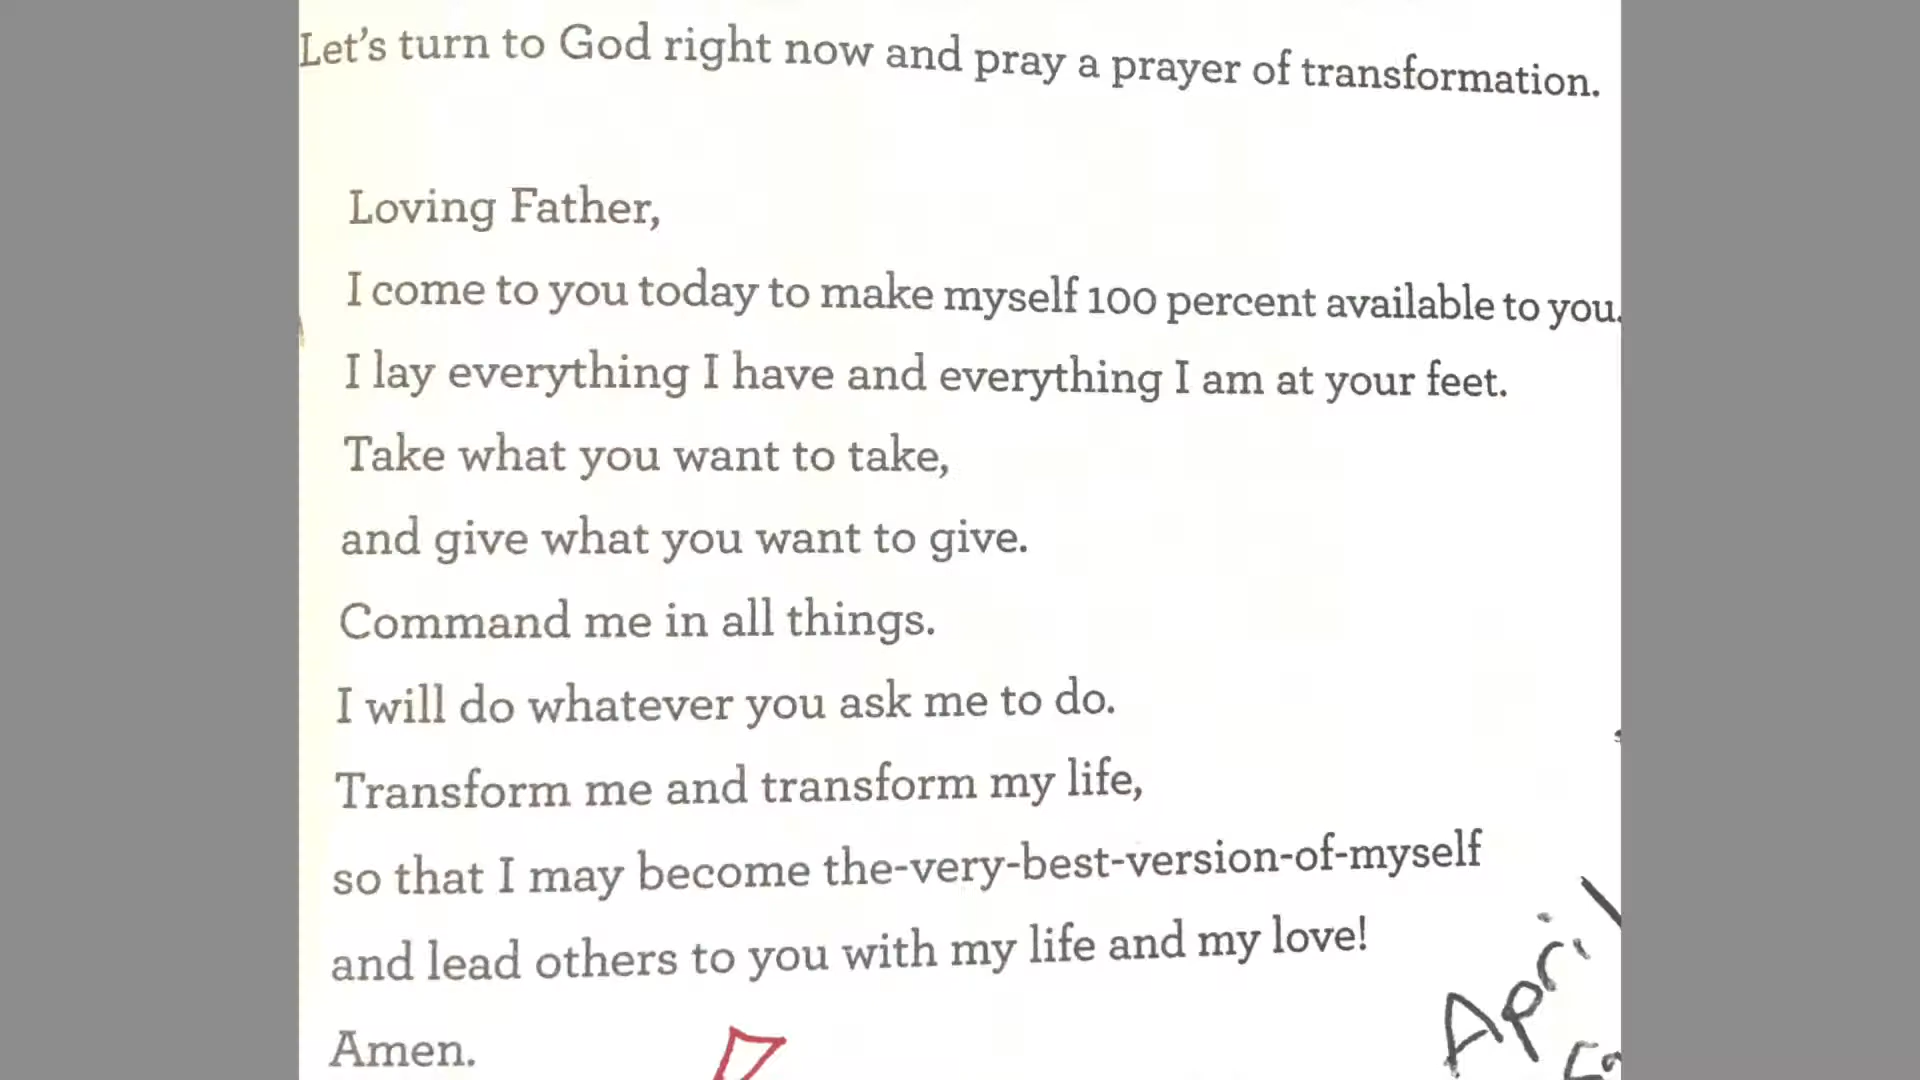 Let's turn to God right now and pray a prayer of transformation.
Loving Father,
I come to you today to make myself 100 percent available to you.
I lay everything I have and everything I am at your feet.
Take what you want to take,
and give what you want to give.
Command me in all things.
I will do whatever you ask me to do.
Transform me and transform my life,
so that I may become the-very-best-version-of-myself
and lead others to you with my life and my love!
Amen.
April